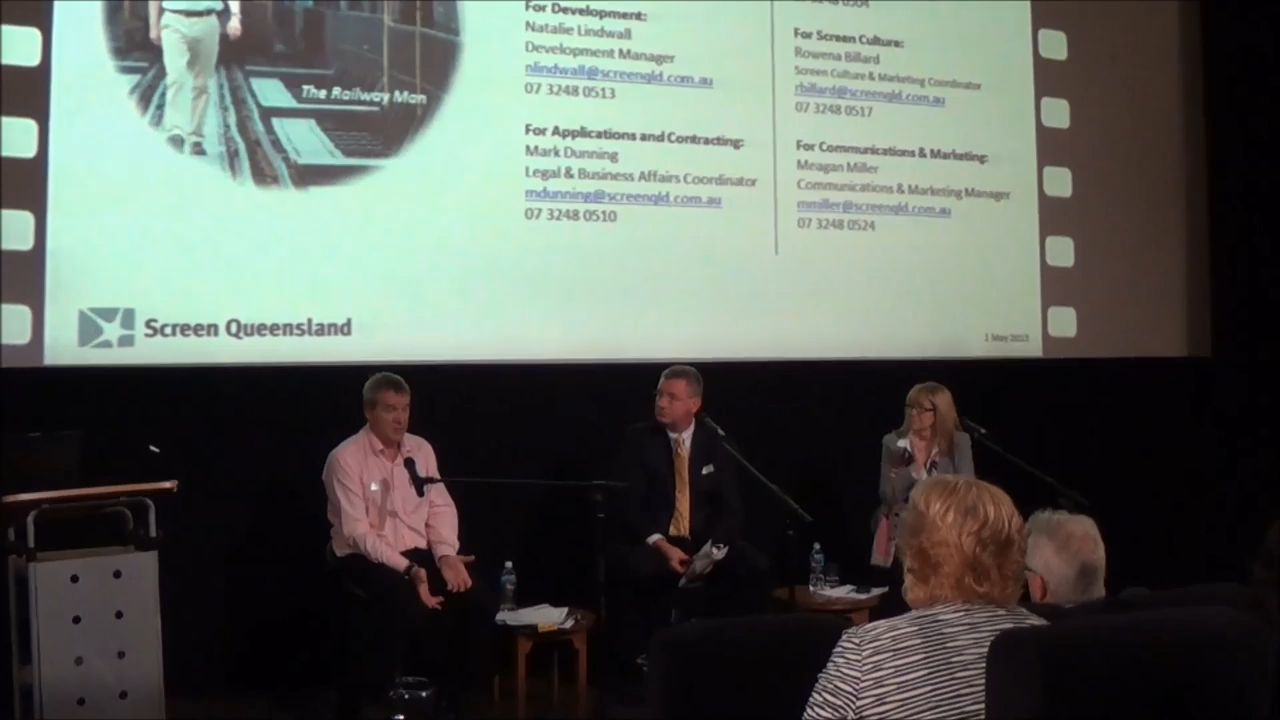 The Railway Man
For Development:
Natalie Lindwall
Development Manager
nlindwall@screenqld.com.au
07 3248 0513
For Applications and Contracting:
Mark Dunning
Legal & Business Affairs Coordinator
mdunning@screenqld.com.au
07 3248 0510
For Screen Culture:
Rowena Billard
Screen Culture & Marketing Coordinator
rbillard@screenqld.com.au
07 3248 0517
For Communications & Marketing:
Meagan Miller
Communications & Marketing Manager
mmiller@screenqld.com.au
07 3248 0524
Screen Queensland
1 May 2013